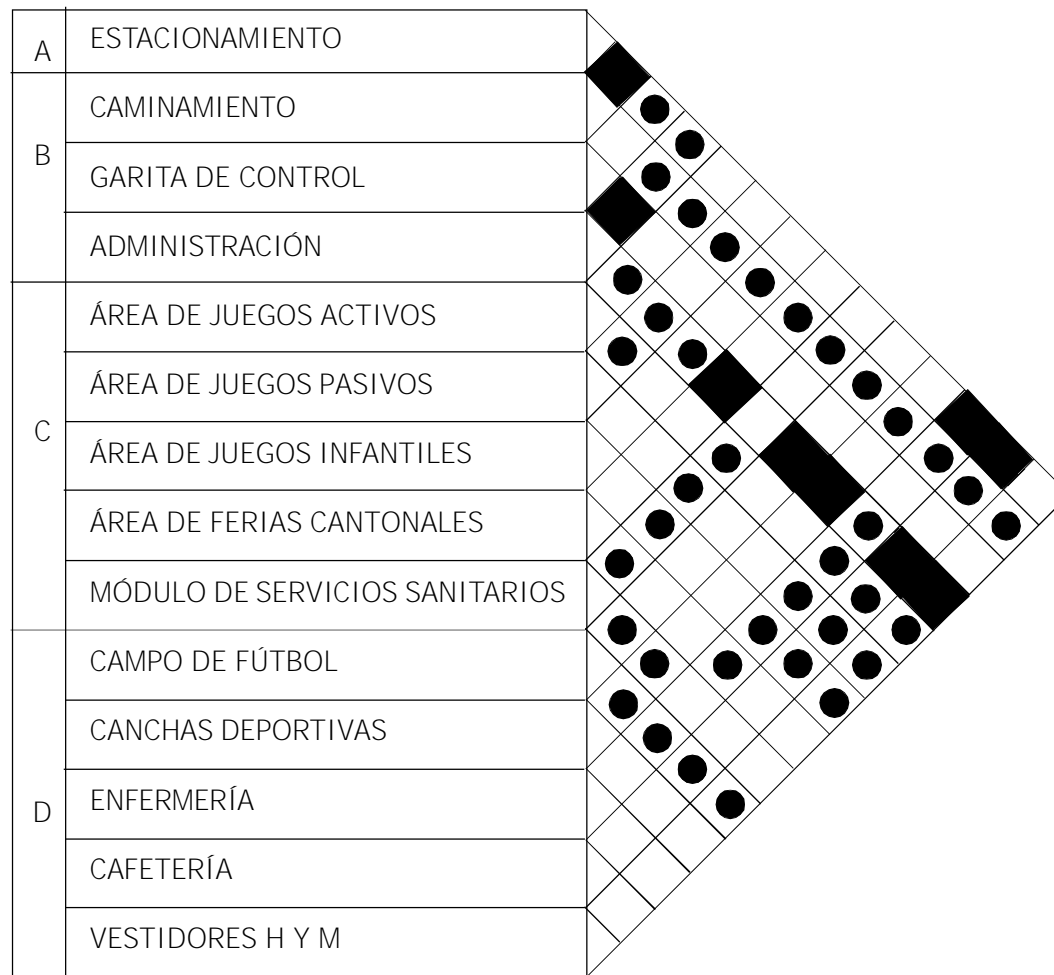 A
ESTACIONAMIENTO
B
CAMINAMIENTO
GARITA DE CONTROL
ADMINISTRACIÓN
C
ÁREA DE JUEGOS ACTIVOS
ÁREA DE JUEGOS PASIVOS
ÁREA DE JUEGOS INFANTILES
ÁREA DE FERIAS CANTONALES
MÓDULO DE SERVICIOS SANITARIOS
D
CAMPO DE FÚTBOL
CANCHAS DEPORTIVAS
ENFERMERÍA
CAFETERÍA
VESTIDORES H Y M